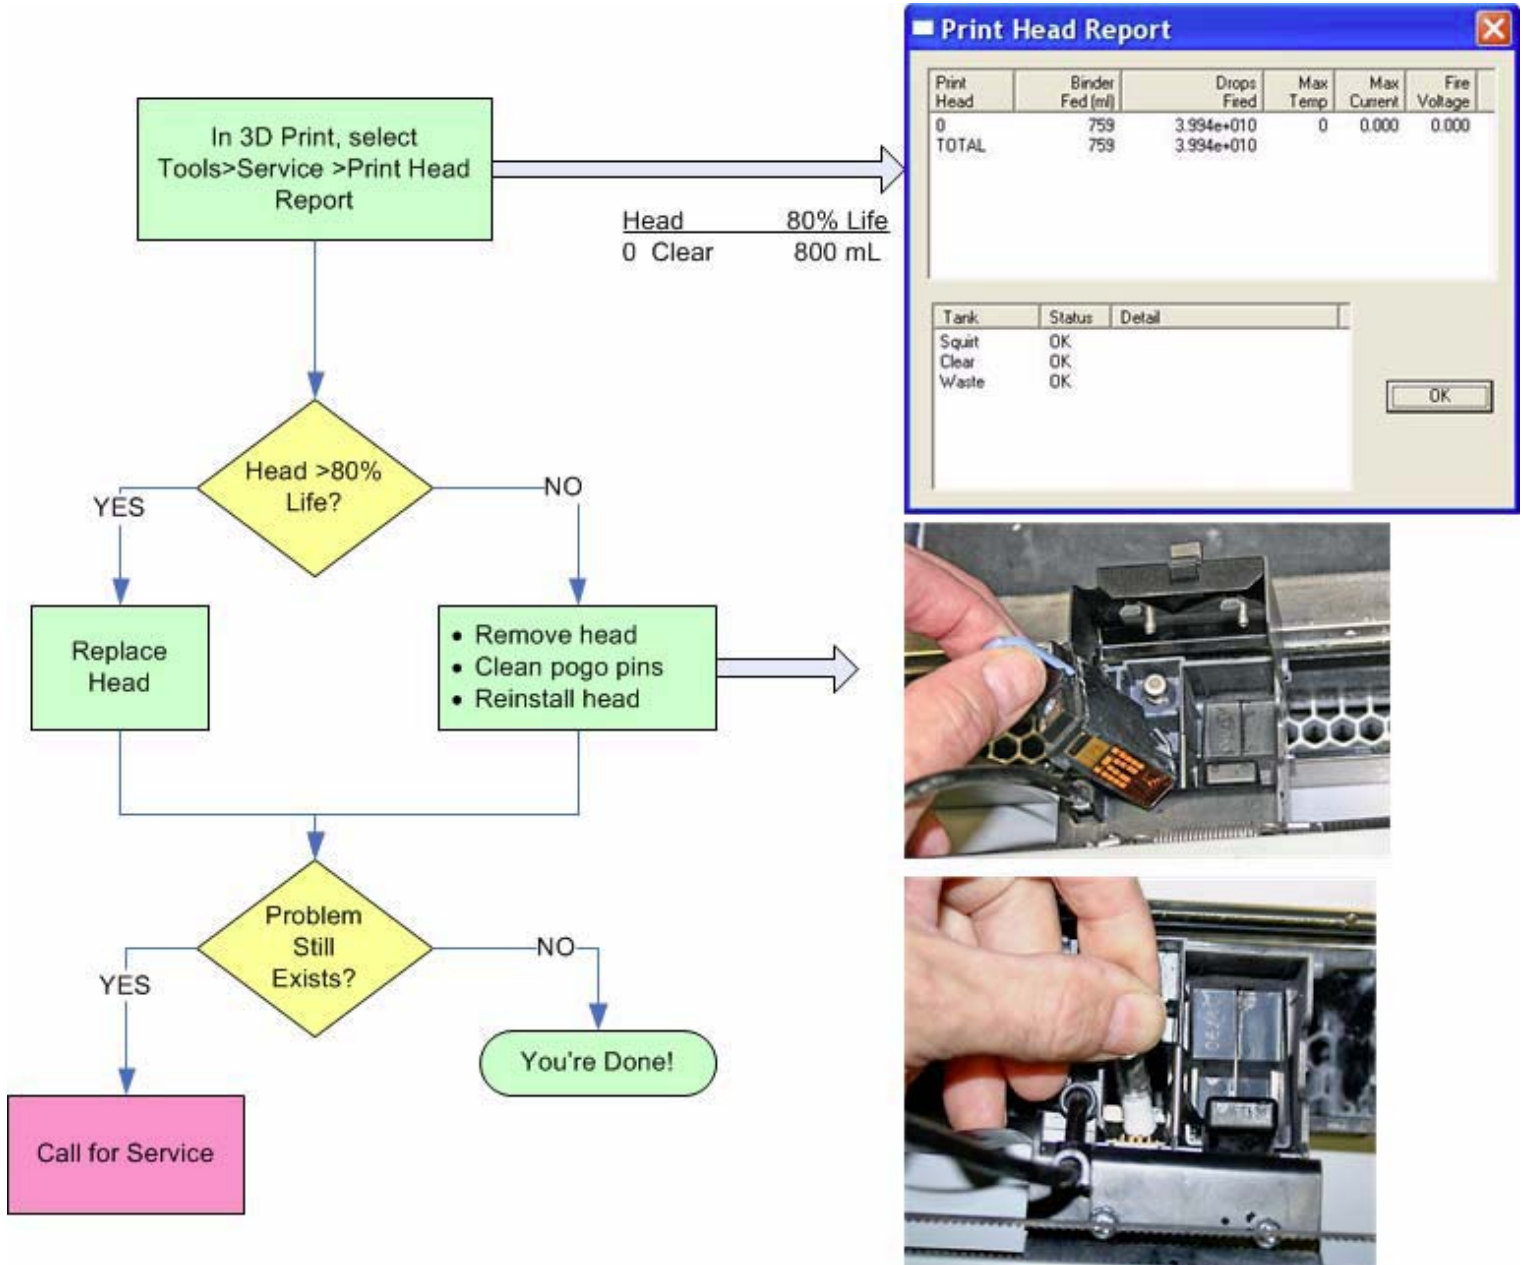 In 3D Print, select
Tools>Service >Print Head
Report
Head 80% Life
0 Clear 800 mL
Print Head Report
Print Head Binder Fed (ml) Drops Fired Max Temp Max Current Fire Voltage
0 759 3.994e+010 0 0.000 0.000
TOTAL 759 3.994e+010
Tank Status Detail
Squirt OK
Clear OK
Waste OK
OK
Head >80%
Life?
YES
NO
Replace
Head
• Remove head
• Clean pogo pins
• Reinstall head
Problem
Still
Exists?
YES
NO
You're Done!
Call for Service